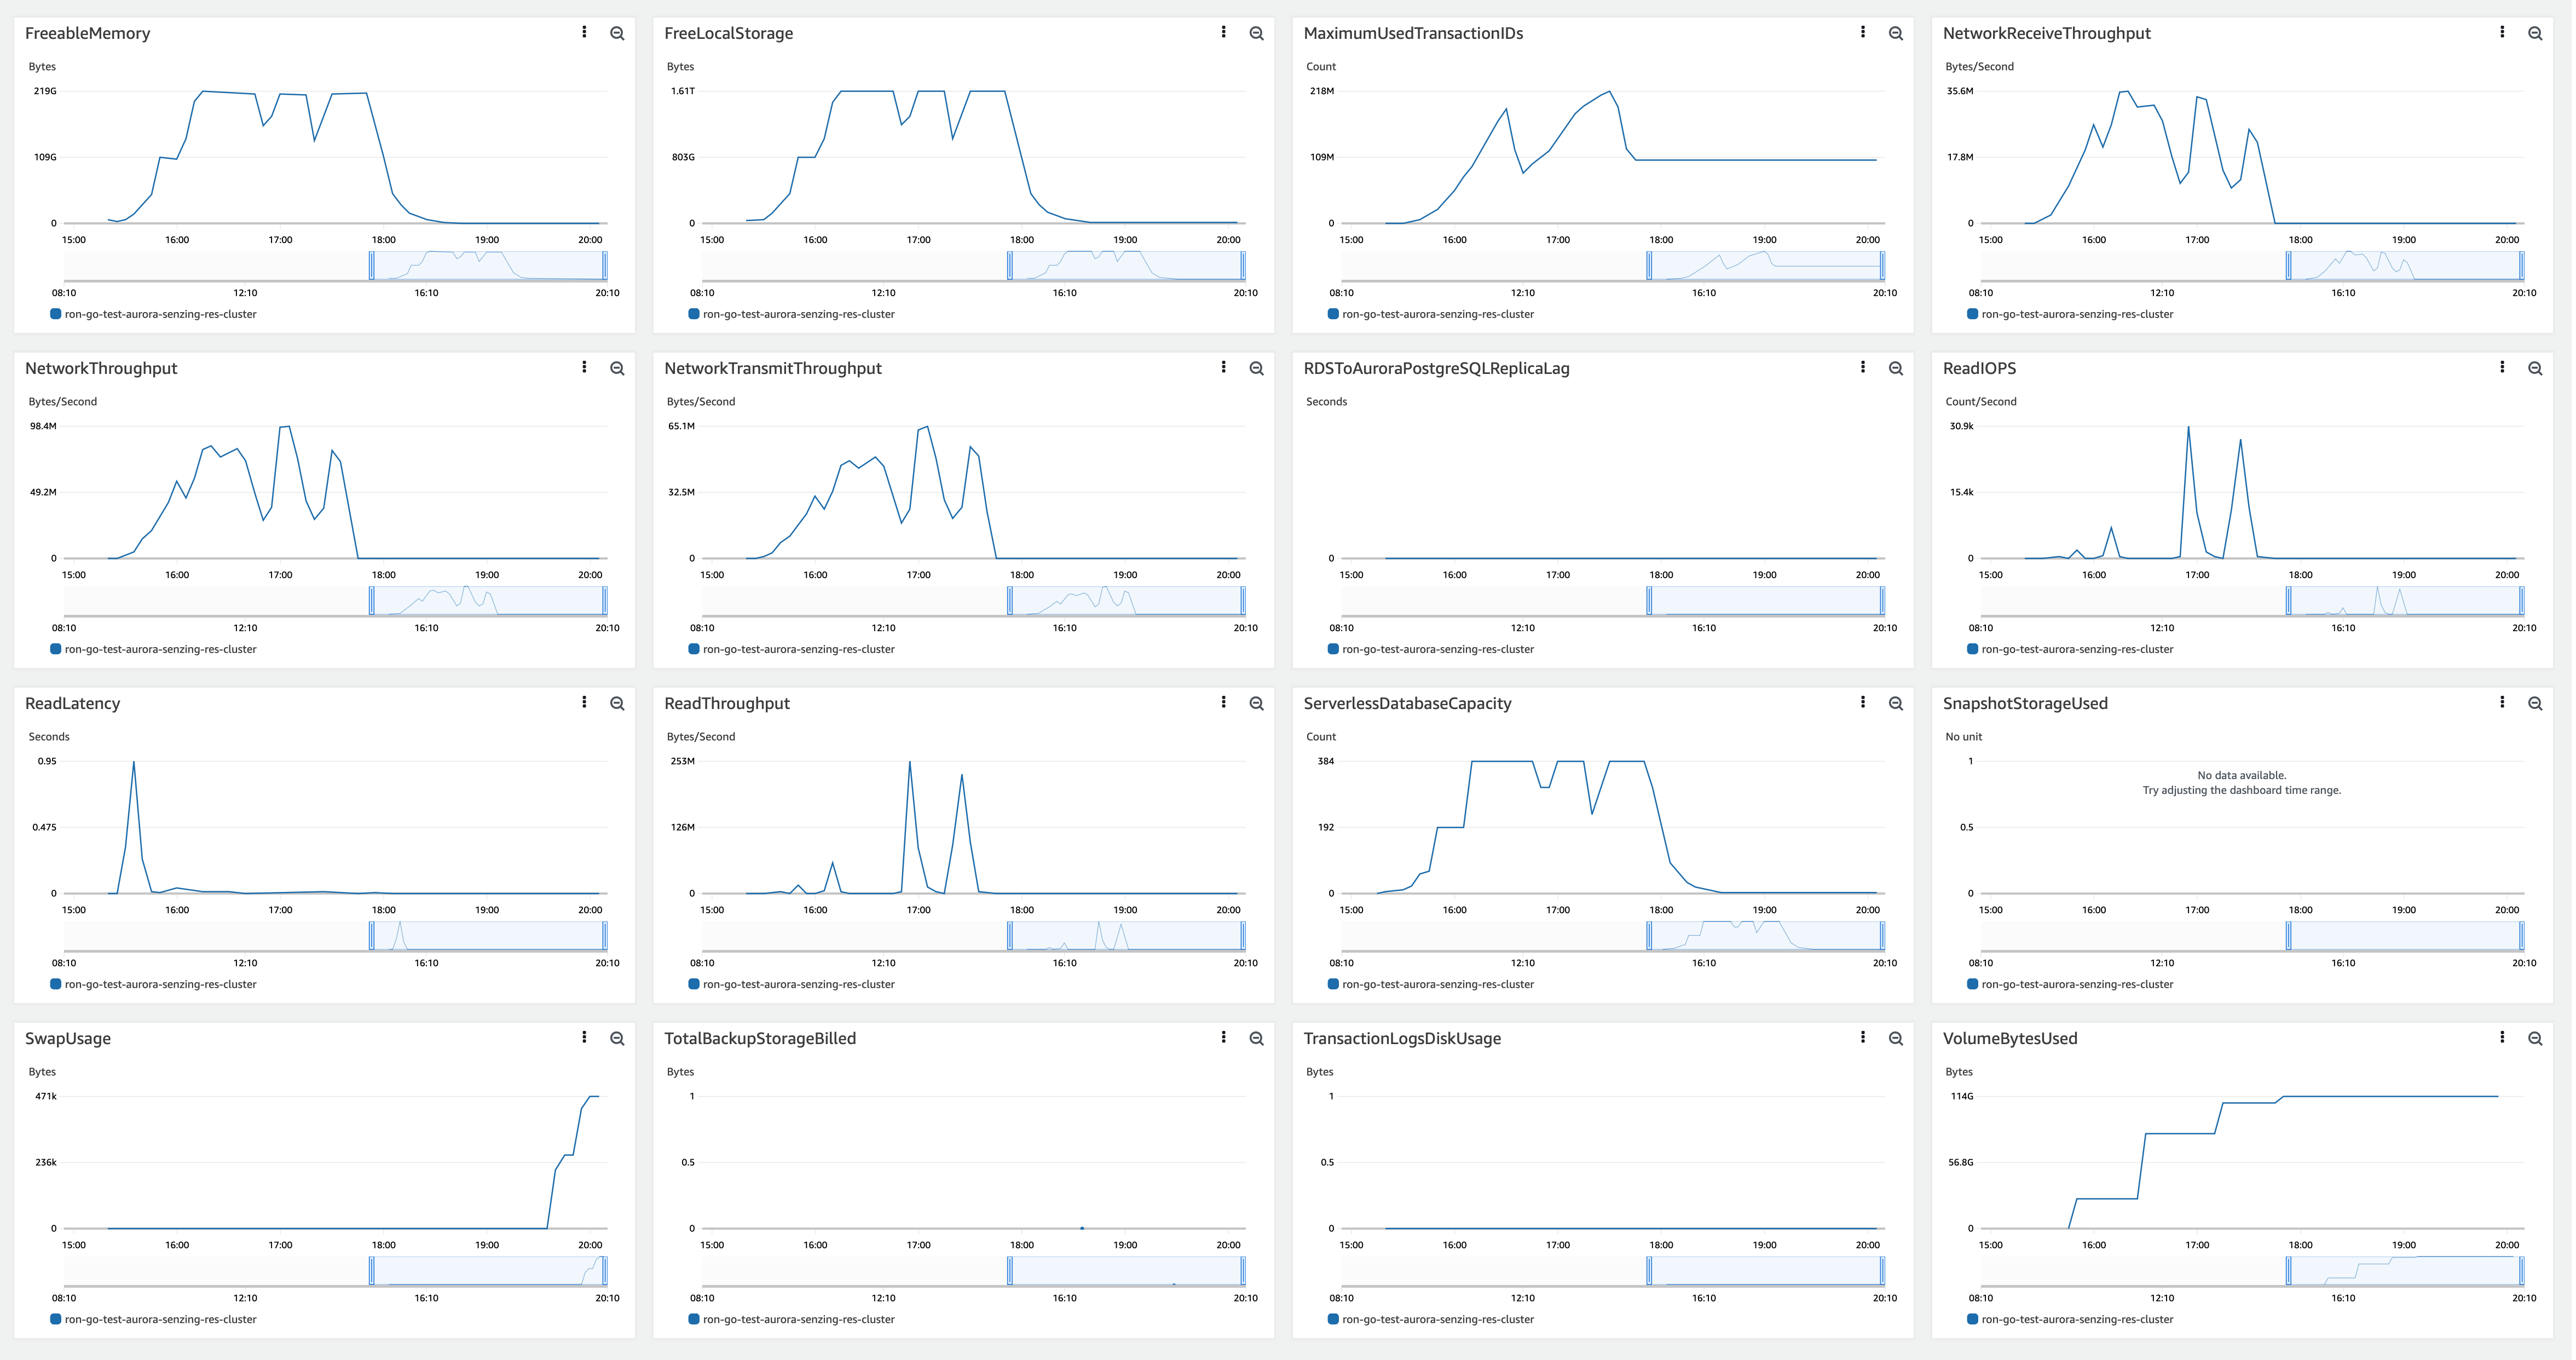 FreeableMemory
Bytes
219G
109G
0
15:00 16:00 17:00 18:00 19:00 20:00
08:10 12:10 16:10 20:10
ron-go-test-aurora-senzing-res-cluster
FreeLocalStorage
Bytes
1.61T
803G
0
15:00 16:00 17:00 18:00 19:00 20:00
08:10 12:10 16:10 20:10
ron-go-test-aurora-senzing-res-cluster
MaximumUsedTransactionIDs
Count
218M
109M
0
15:00 16:00 17:00 18:00 19:00 20:00
08:10 12:10 16:10 20:10
ron-go-test-aurora-senzing-res-cluster
NetworkReceiveThroughput
Bytes/Second
35.6M
17.8M
0
15:00 16:00 17:00 18:00 19:00 20:00
08:10 12:10 16:10 20:10
ron-go-test-aurora-senzing-res-cluster
NetworkThroughput
Bytes/Second
98.4M
49.2M
0
15:00 16:00 17:00 18:00 19:00 20:00
08:10 12:10 16:10 20:10
ron-go-test-aurora-senzing-res-cluster
NetworkTransmitThroughput
Bytes/Second
65.1M
32.5M
0
15:00 16:00 17:00 18:00 19:00 20:00
08:10 12:10 16:10 20:10
ron-go-test-aurora-senzing-res-cluster
RDSToAuroraPostgreSQLReplicaLag
Seconds
0
15:00 16:00 17:00 18:00 19:00 20:00
08:10 12:10 16:10 20:10
ron-go-test-aurora-senzing-res-cluster
ReadIOPS
Count/Second
30.9k
15.4k
0
15:00 16:00 17:00 18:00 19:00 20:00
08:10 12:10 16:10 20:10
ron-go-test-aurora-senzing-res-cluster
ReadLatency
Seconds
0.95
0.475
0
15:00 16:00 17:00 18:00 19:00 20:00
08:10 12:10 16:10 20:10
ron-go-test-aurora-senzing-res-cluster
ReadThroughput
Bytes/Second
253M
126M
0
15:00 16:00 17:00 18:00 19:00 20:00
08:10 12:10 16:10 20:10
ron-go-test-aurora-senzing-res-cluster
ServerlessDatabaseCapacity
Count
384
192
0
15:00 16:00 17:00 18:00 19:00 20:00
08:10 12:10 16:10 20:10
ron-go-test-aurora-senzing-res-cluster
SnapshotStorageUsed
No unit
1
No data available.
Try adjusting the dashboard time range.
0.5
0
15:00 16:00 17:00 18:00 19:00 20:00
08:10 12:10 16:10 20:10
ron-go-test-aurora-senzing-res-cluster
SwapUsage
Bytes
471k
236k
0
15:00 16:00 17:00 18:00 19:00 20:00
08:10 12:10 16:10 20:10
ron-go-test-aurora-senzing-res-cluster
TotalBackupStorageBilled
Bytes
1
0.5
0
15:00 16:00 17:00 18:00 19:00 20:00
08:10 12:10 16:10 20:10
ron-go-test-aurora-senzing-res-cluster
TransactionLogsDiskUsage
Bytes
1
0.5
0
15:00 16:00 17:00 18:00 19:00 20:00
08:10 12:10 16:10 20:10
ron-go-test-aurora-senzing-res-cluster
VolumeBytesUsed
Bytes
114G
56.8G
0
15:00 16:00 17:00 18:00 19:00 20:00
08:10 12:10 16:10 20:10
ron-go-test-aurora-senzing-res-cluster